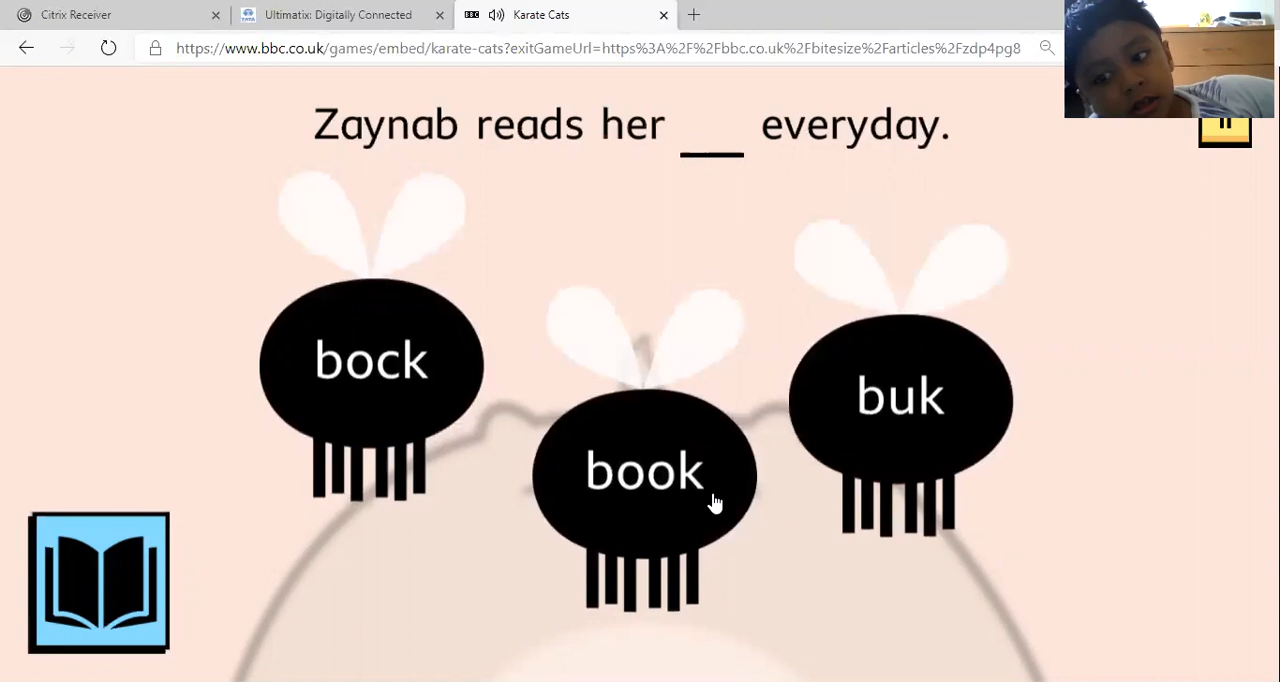 Citrix Receiver
Ultimatix: Digitally Connected
BBC
Karate Cats
https://www.bbc.co.uk/games/embed/karate-cats?exitGameUrl=https%3A%2F%2Fbbc.co.uk%2Fbitesize%2Farticles%2Fzdp4pg8
Zaynab reads her ___ everyday.
bock
book
buk